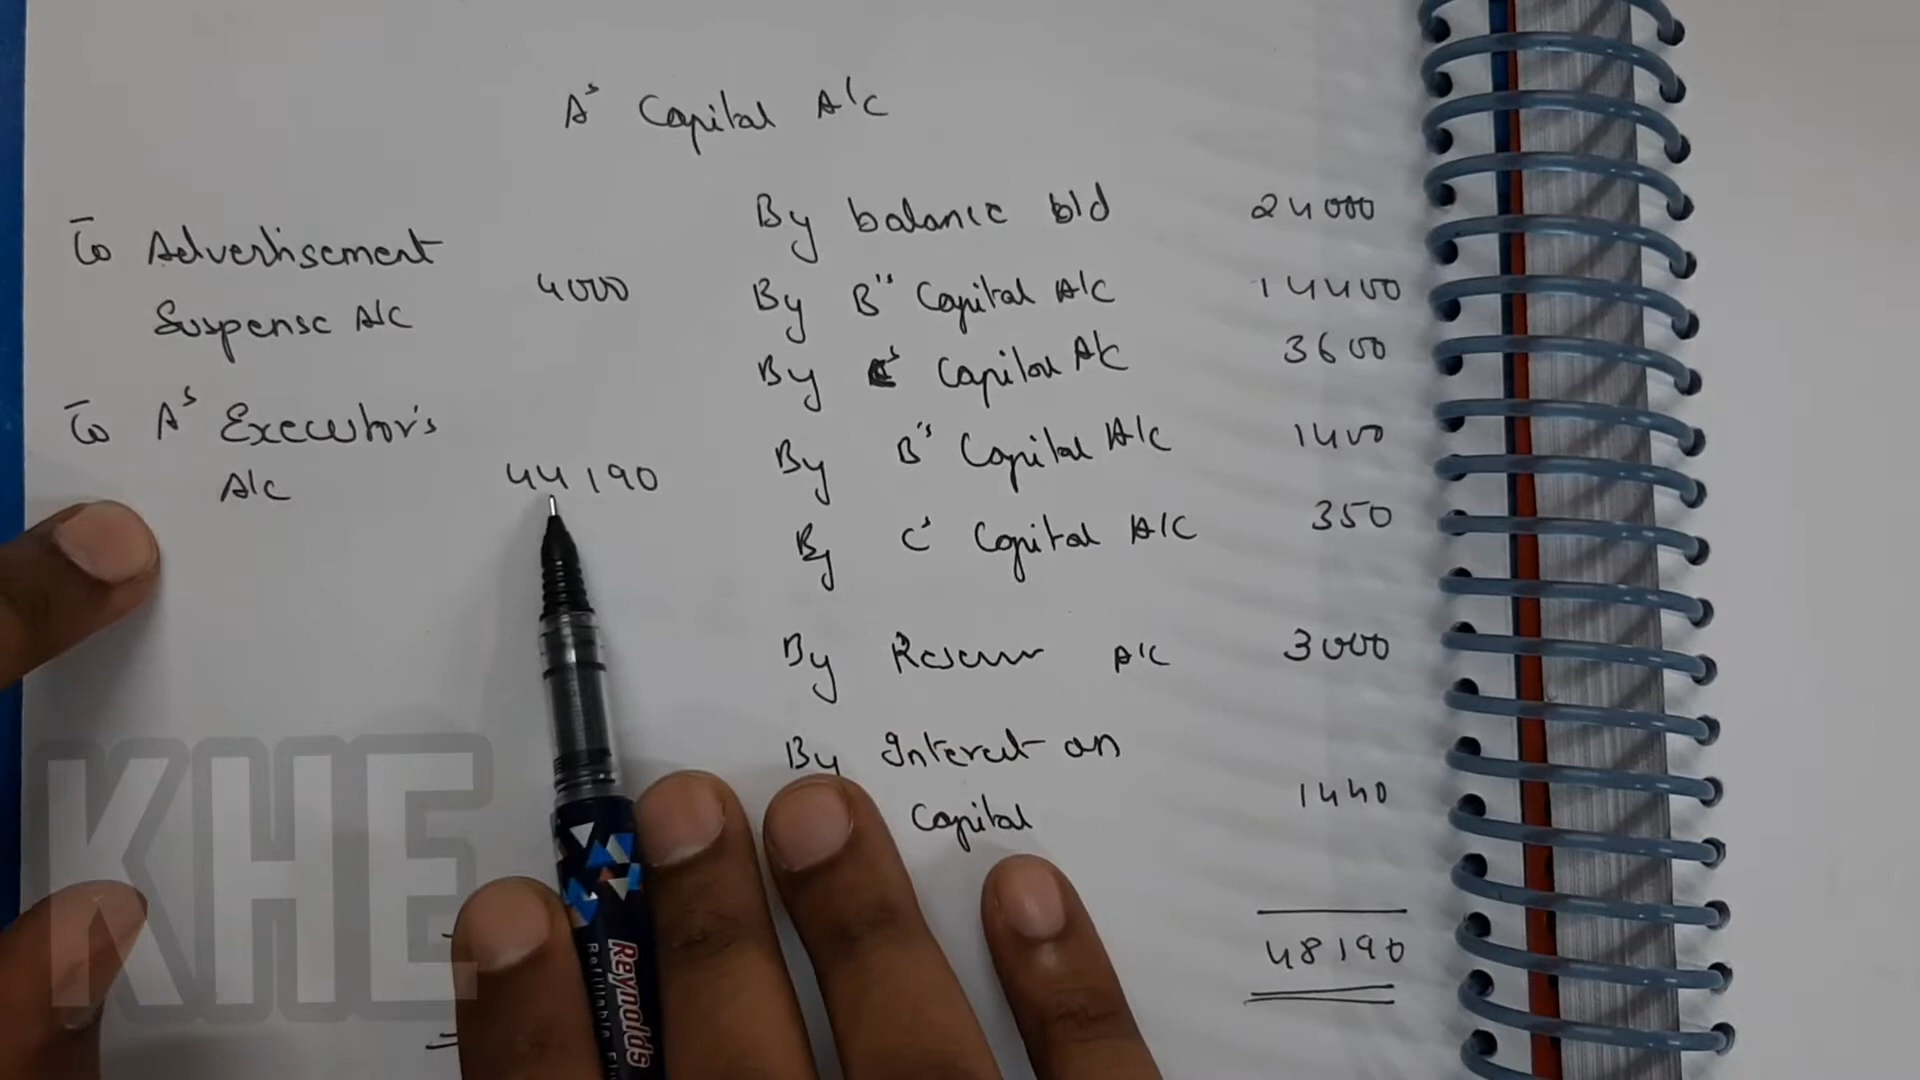 A's Capital A/C
To Advertisement
Suspense A/C 4000
To A's Executor's
A/C 44190
By balance b/d 24000
By B's Capital A/C 14400
By C's Capital A/C 3600
By B's Capital A/C 1400
By C's Capital A/C 350
By Reserve A/C 3000
By Interest on
Capital 1440
48190
KHE
Reynolds